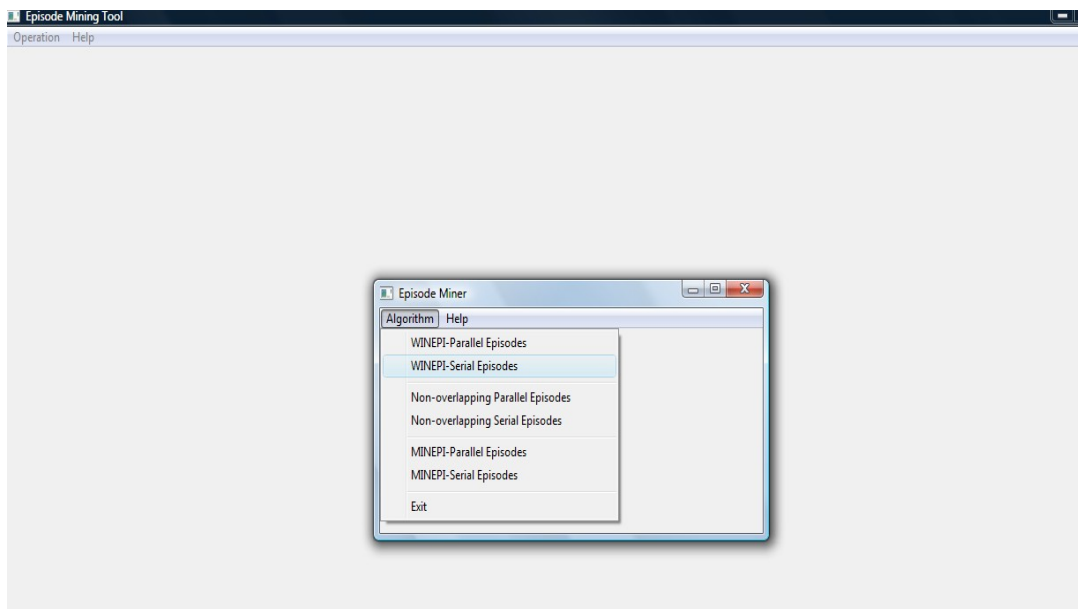 Episode Mining Tool
Operation Help
Episode Miner
Algorithm Help
WINEPI-Parallel Episodes
WINEPI-Serial Episodes
Non-overlapping Parallel Episodes
Non-overlapping Serial Episodes
MINEPI-Parallel Episodes
MINEPI-Serial Episodes
Exit